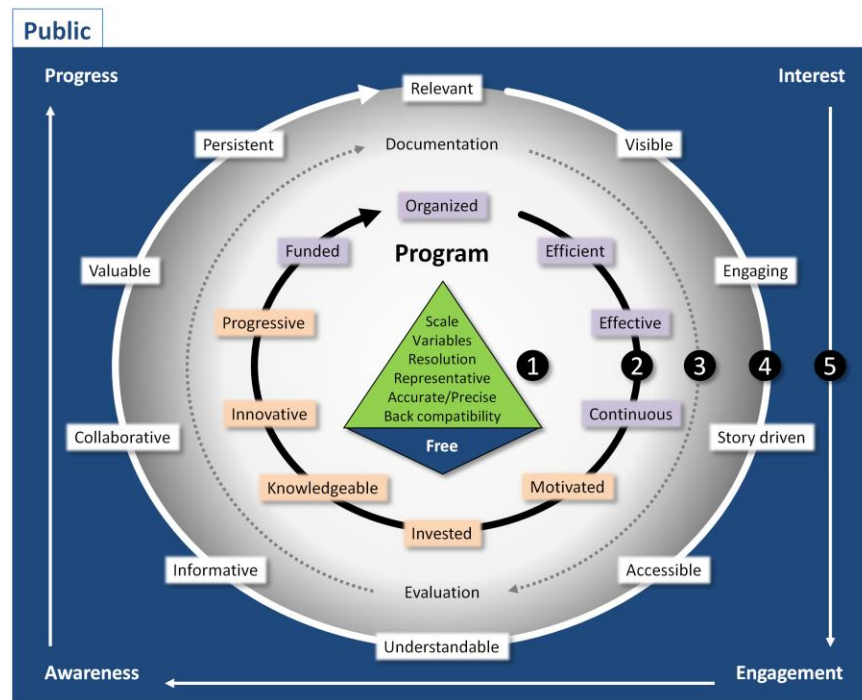 Public
Progress
Interest
Relevant
Persistent
Visible
Documentation
Organized
Funded
Efficient
Program
Valuable
Engaging
Progressive
Effective
Scale
Variables
Resolution
Representative
Accurate/Precise
Back compatibility
Free
1
2
3
4
5
Innovative
Continuous
Collaborative
Story driven
Knowledgeable
Motivated
Invested
Informative
Accessible
Evaluation
Understandable
Awareness
Engagement